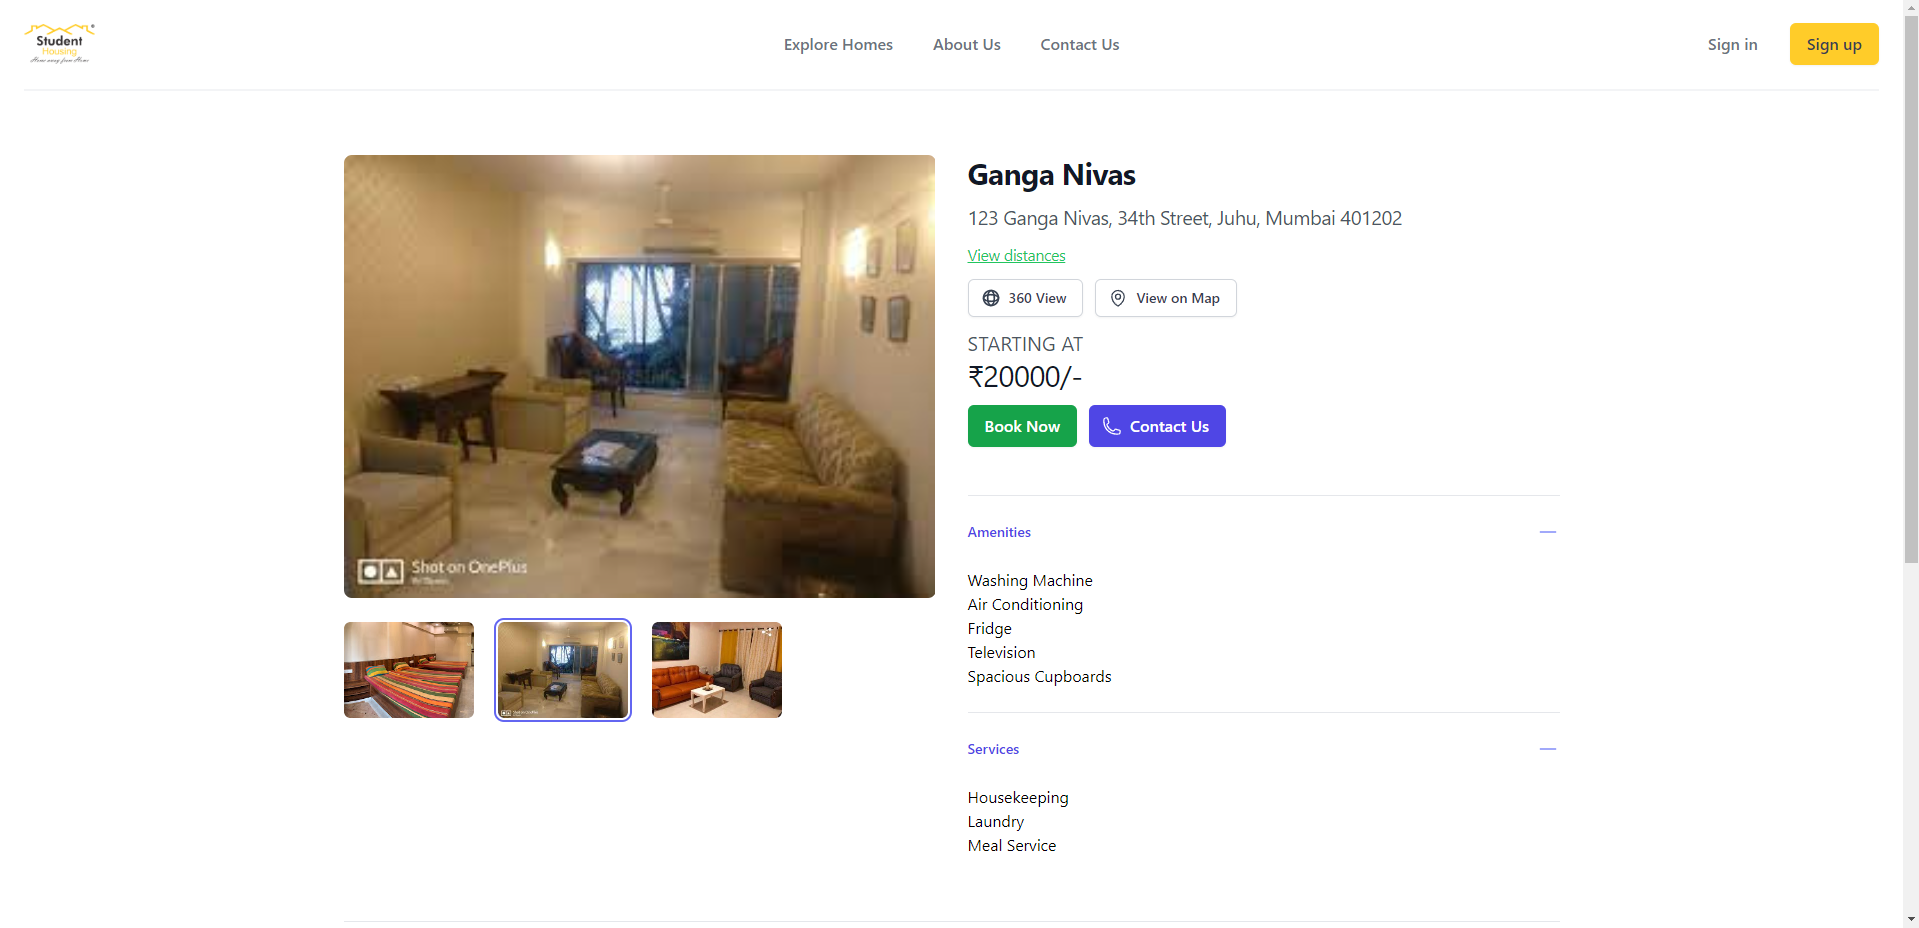 Student
Housing
Home away from Home
Explore Homes
About Us
Contact Us
Sign in
Sign up
Ganga Nivas
123 Ganga Nivas, 34th Street, Juhu, Mumbai 401202
View distances
360 View
View on Map
STARTING AT
₹20000/-
Book Now
Contact Us
Shot on OnePlus
Amenities
Washing Machine
Air Conditioning
Fridge
Television
Spacious Cupboards
Services
Housekeeping
Laundry
Meal Service